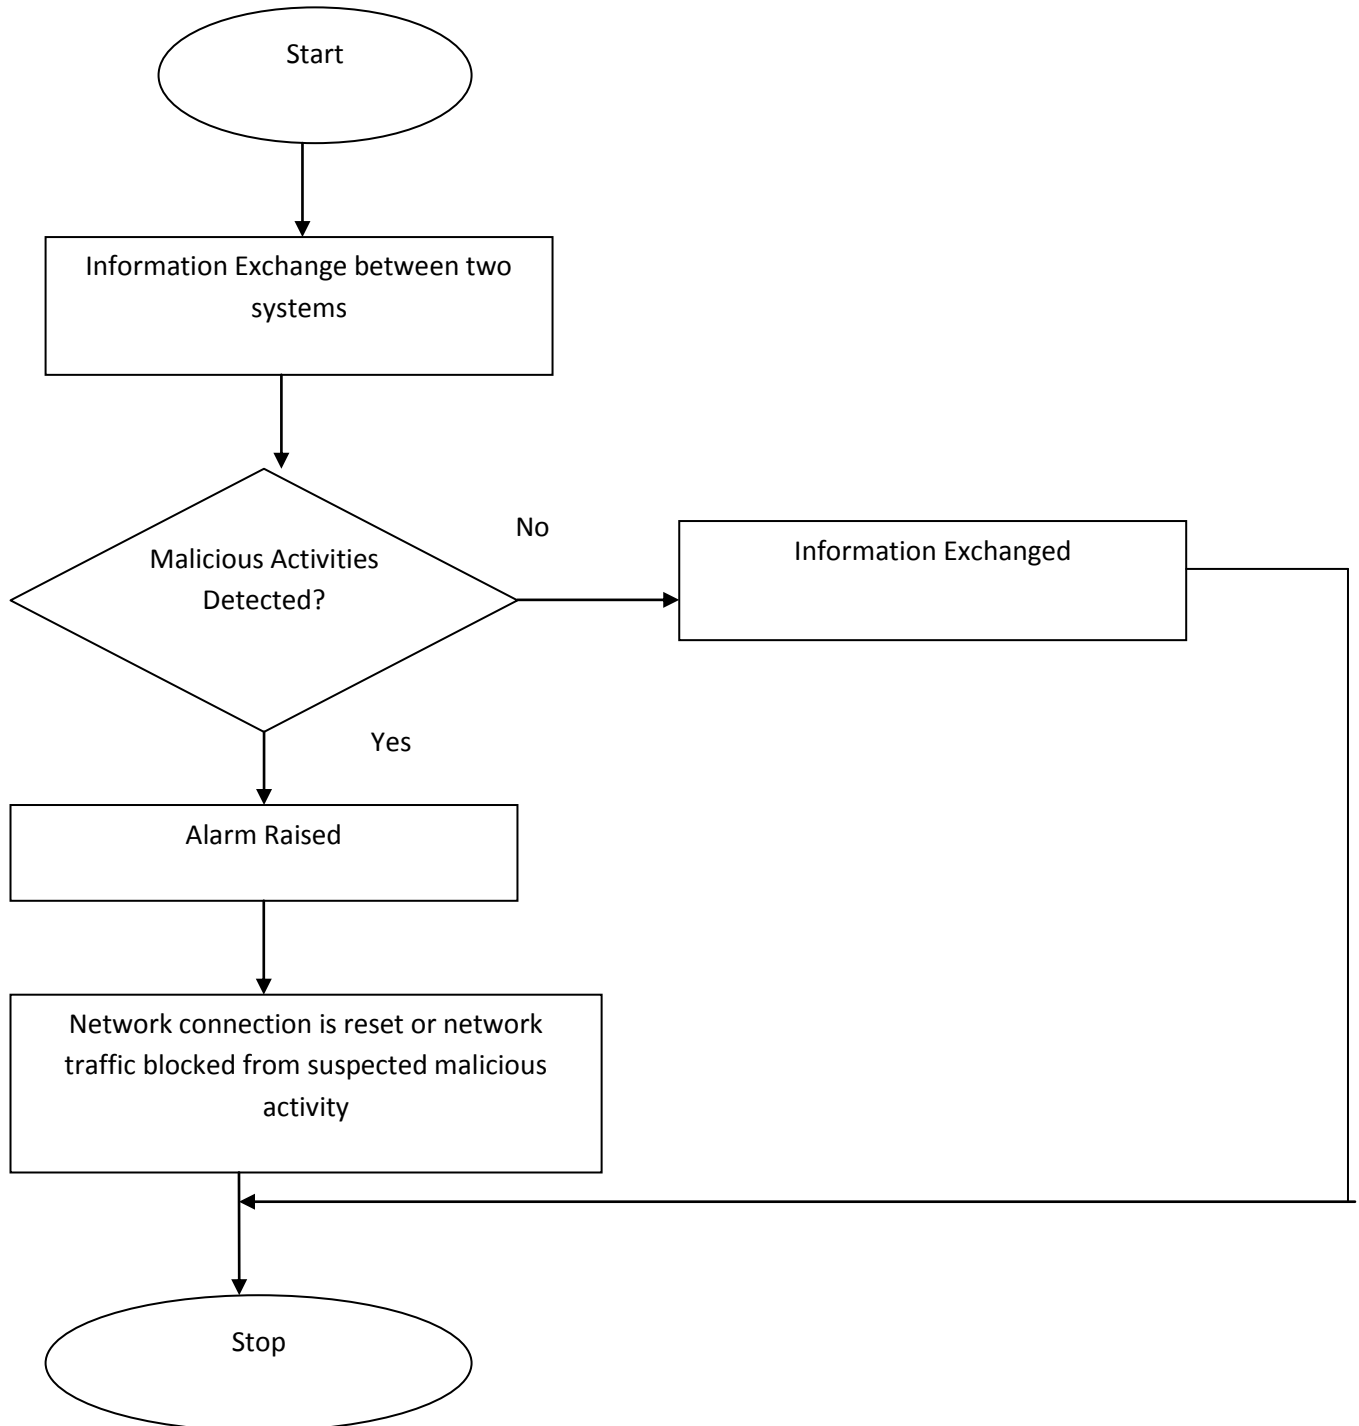 Start
Information Exchange between two
systems
Malicious Activities
Detected?
No
Information Exchanged
Yes
Alarm Raised
Network connection is reset or network
traffic blocked from suspected malicious
activity
Stop